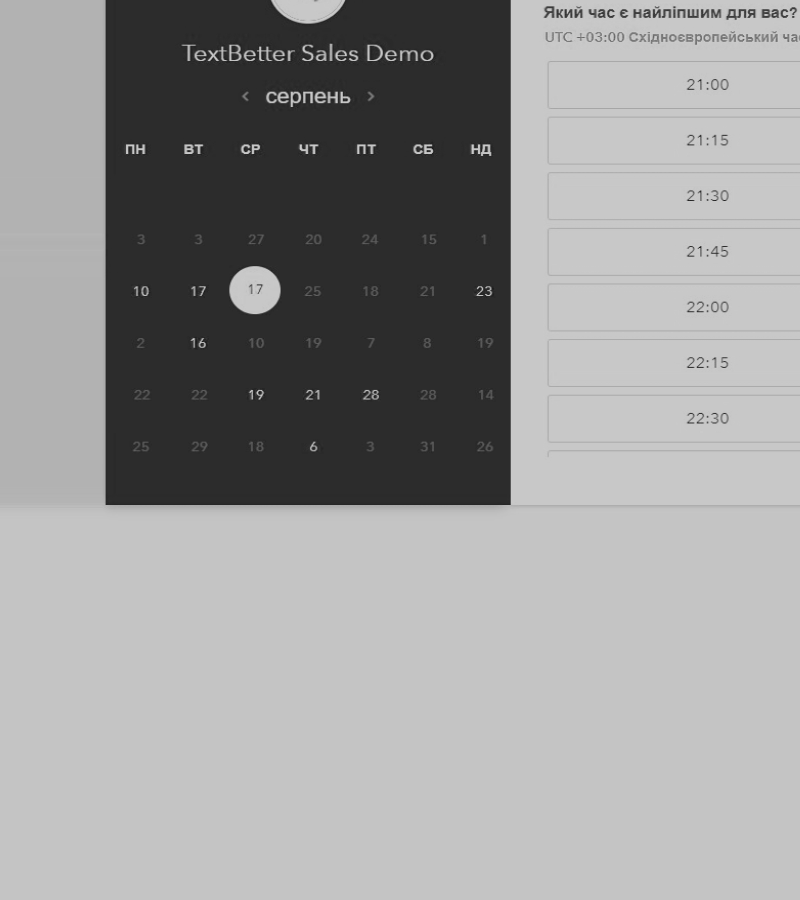 TextBetter Sales Demo
серпень
ПН ВТ СР ЧТ ПТ СБ НД
3 3 27 20 24 15 1
10 17 17 25 18 21 23
2 16 10 19 7 8 19
22 22 19 21 28 28 14
25 29 18 6 3 31 26
Який час є найліпшим для вас?
UTC +03:00 Східноєвропейський
21:00
21:15
21:30
21:45
22:00
22:15
22:30